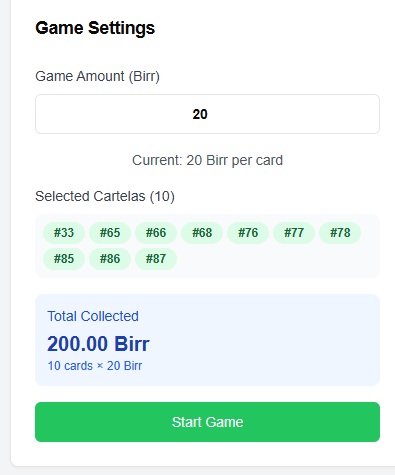 Game Settings
Game Amount (Birr)
20
Current: 20 Birr per card
Selected Cartelas (10)
#33 #65 #66 #68 #76 #77 #78
#85 #86 #87
Total Collected
200.00 Birr
10 cards × 20 Birr
Start Game